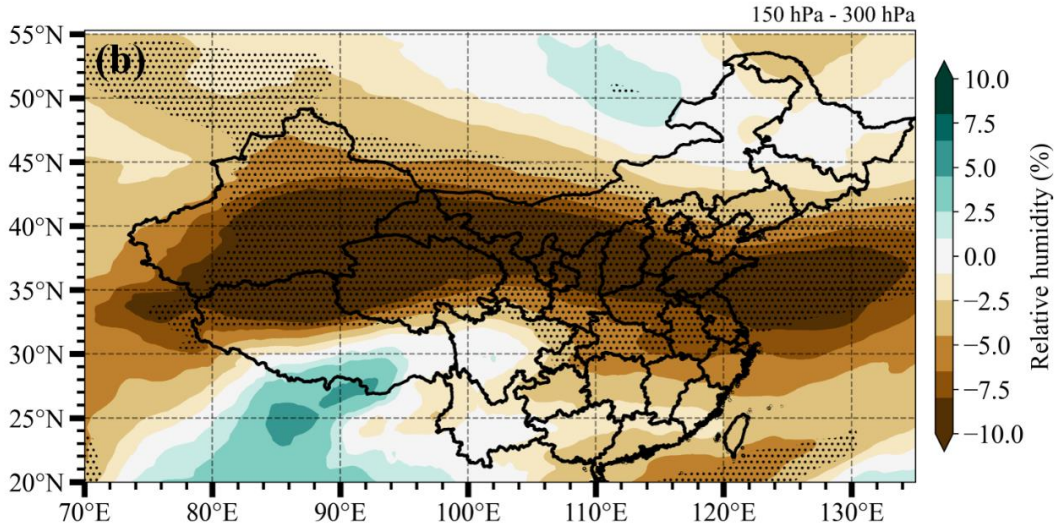 150 hPa - 300 hPa
(b)
55°N
50°N
45°N
40°N
35°N
30°N
25°N
20°N
70°E 80°E 90°E 100°E 110°E 120°E 130°E
10.0
7.5
5.0
2.5
0.0
−2.5
−5.0
−7.5
−10.0
Relative humidity (%)